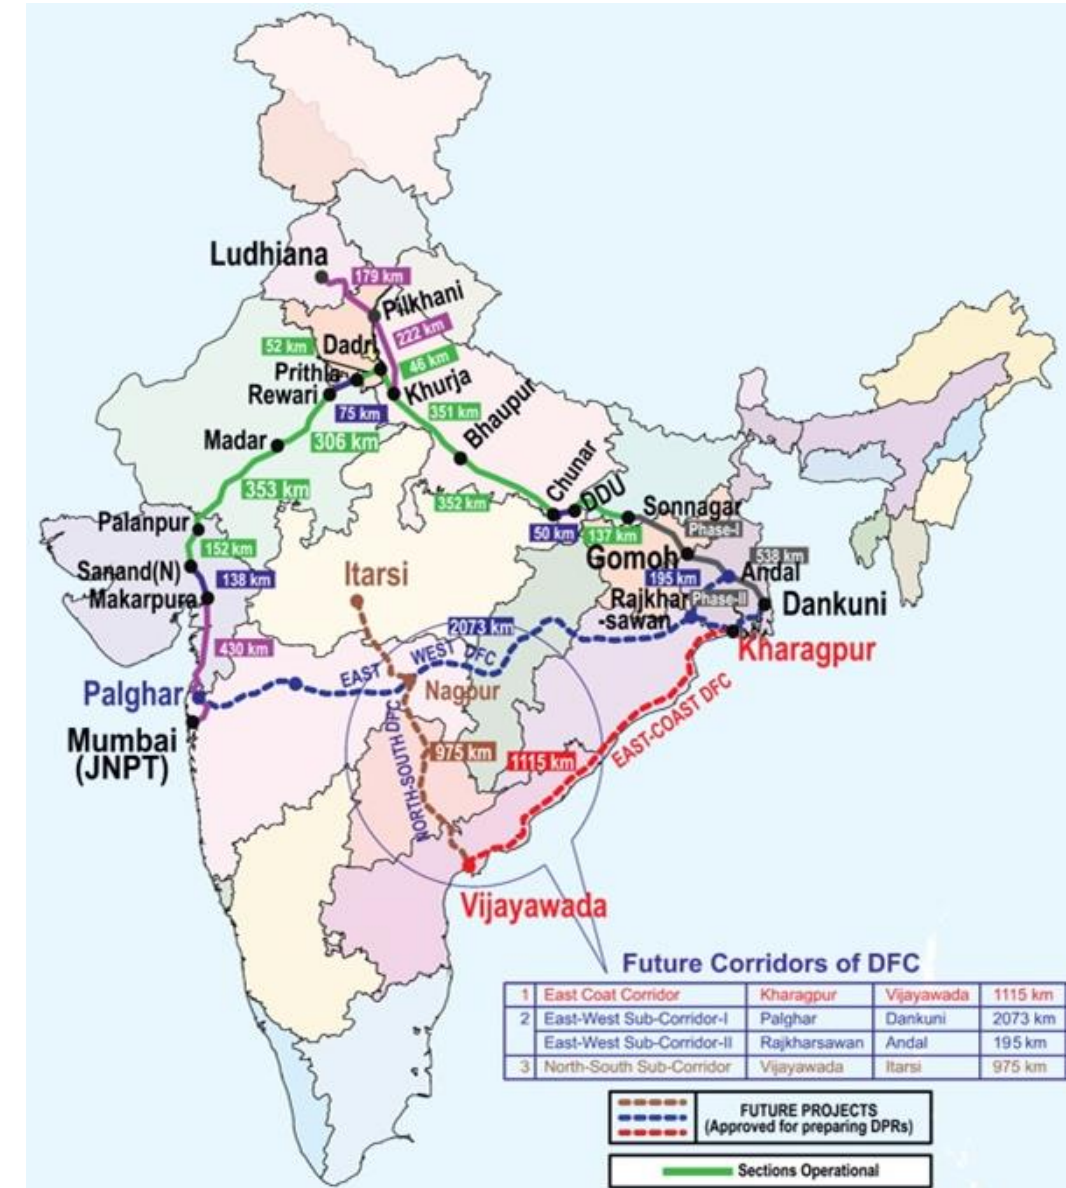 Ludhiana
179 km
Pilkhani
222 km
52 km
Dadri
46 km
Prithla
Rewari
Khurja
75 km
351 km
Bhaupur
Madar
306 km
353 km
Chunar
352 km
DDU
Palanpur
Sonnagar
50 km
137 km
Phase-I
152 km
Gomoh
538 km
Sanand(N)
138 km
Itarsi
195 km
Andal
Makarpura
Rajkhar
-sawan
Phase-II
Dankuni
2073 km
430 km
Kharagpur
EAST
WEST DFC
Palghar
Nagpur
Mumbai
(JNPT)
NORTH-SOUTH DFC
975 km
1115 km
EAST-COAST DFC
Vijayawada
Future Corridors of DFC
1 East Coat Corridor Kharagpur Vijayawada 1115 km
2 East-West Sub-Corridor-I Palghar Dankuni 2073 km
East-West Sub-Corridor-II Rajkharsawan Andal 195 km
3 North-South Sub-Corridor Vijayawada Itarsi 975 km
FUTURE PROJECTS
(Approved for preparing DPRs)
Sections Operational